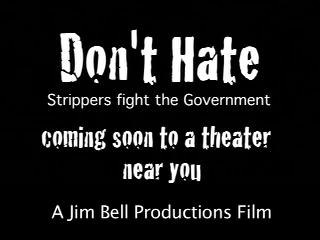 Don't Hate
Strippers fight the Government
coming soon to a theater
near you
A Jim Bell Productions Film